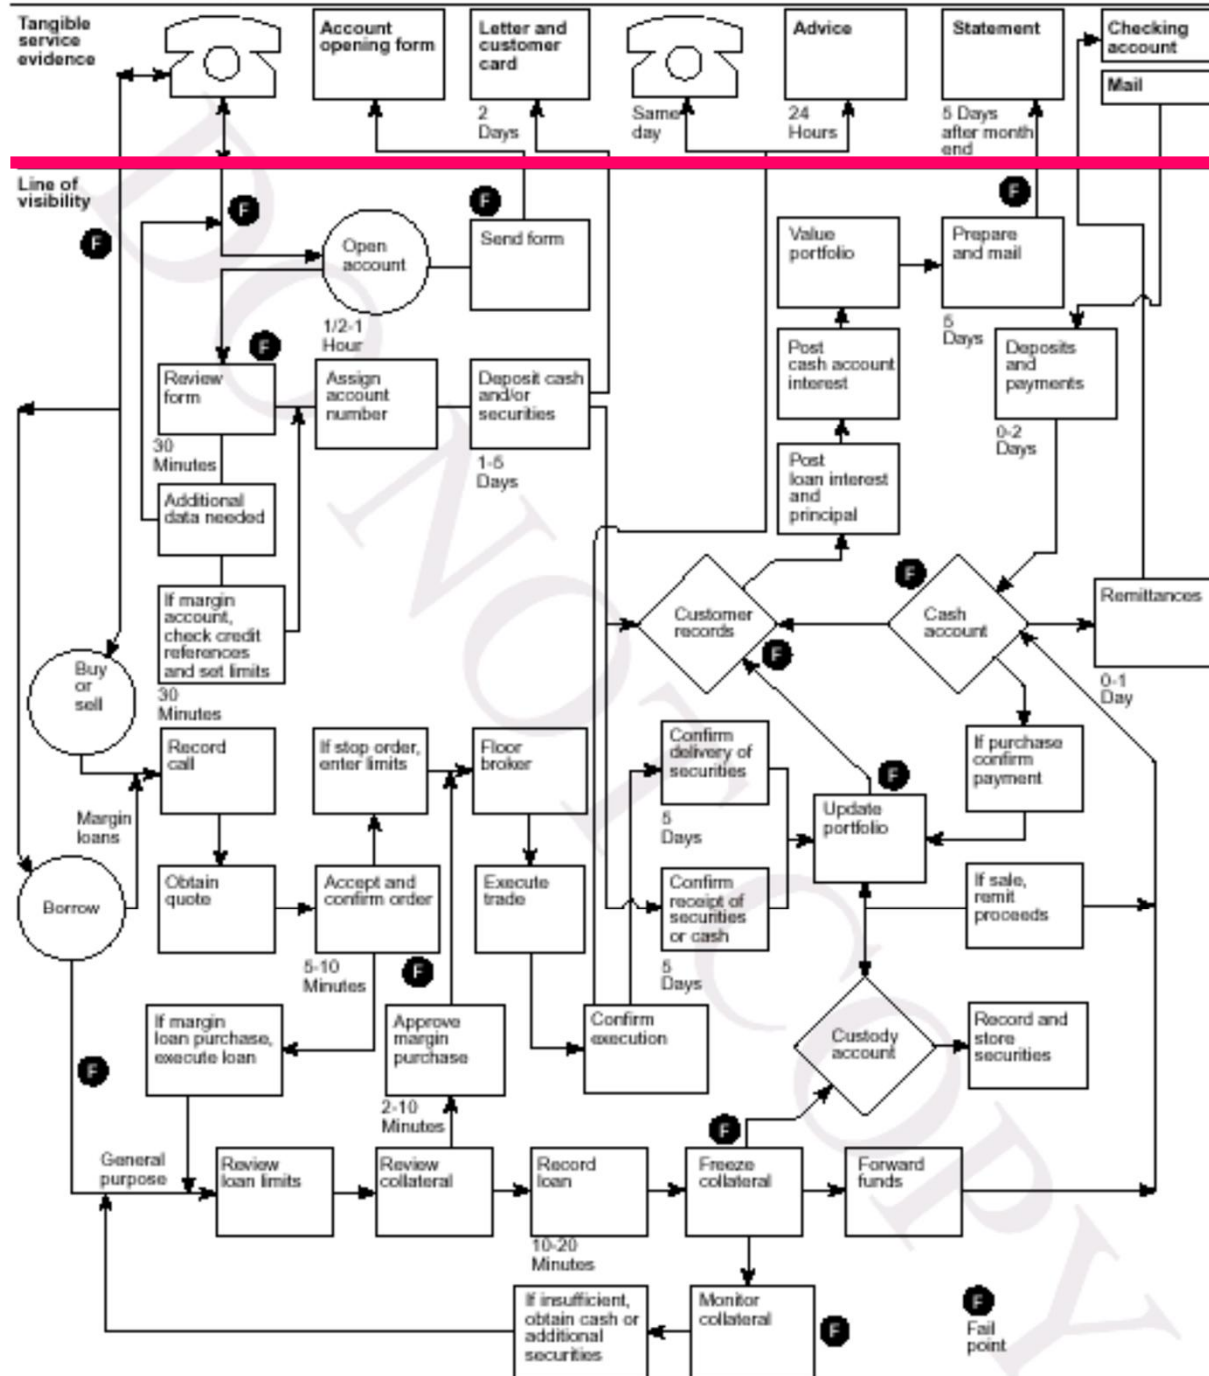 Tangible
service
evidence
Account
opening form
Letter and
customer
card
2
Days
Same
day
Advice
24
Hours
Statement
5 Days
after month
end
Checking
account
Mail
Line of
visibility
F
F
F
F
Open
account
Send form
Value
portfolio
Prepare
and mail
1/2-1
Hour
5
Days
F
Review
form
30
Minutes
Assign
account
number
Deposit cash
and/or
securities
1-5
Days
Post
cash account
interest
Deposits
and
payments
0-2
Days
Post
loan interest
and
principal
Additional
data needed
If margin
account,
check credit
references
and set limits
30
Minutes
Customer
records
F
F
Cash
account
Remittances
0-1
Day
Buy
or
sell
Record
call
If stop order,
enter limits
Floor
broker
Confirm
delivery of
securities
5
Days
F
Update
portfolio
If purchase
confirm
payment
Margin
loans
Borrow
Obtain
quote
Accept and
confirm order
5-10
Minutes
F
Execute
trade
Confirm
receipt of
securities
or cash
5
Days
If sale,
remit
proceeds
If margin
loan purchase,
execute loan
Approve
margin
purchase
2-10
Minutes
Confirm
execution
Custody
account
Record and
store
securities
F
F
General
purpose
Review
loan limits
Review
collateral
Record
loan
10-20
Minutes
Freeze
collateral
Forward
funds
If insufficient,
obtain cash or
additional
securities
Monitor
collateral
F
F
Fail
point
DO NOT COPY